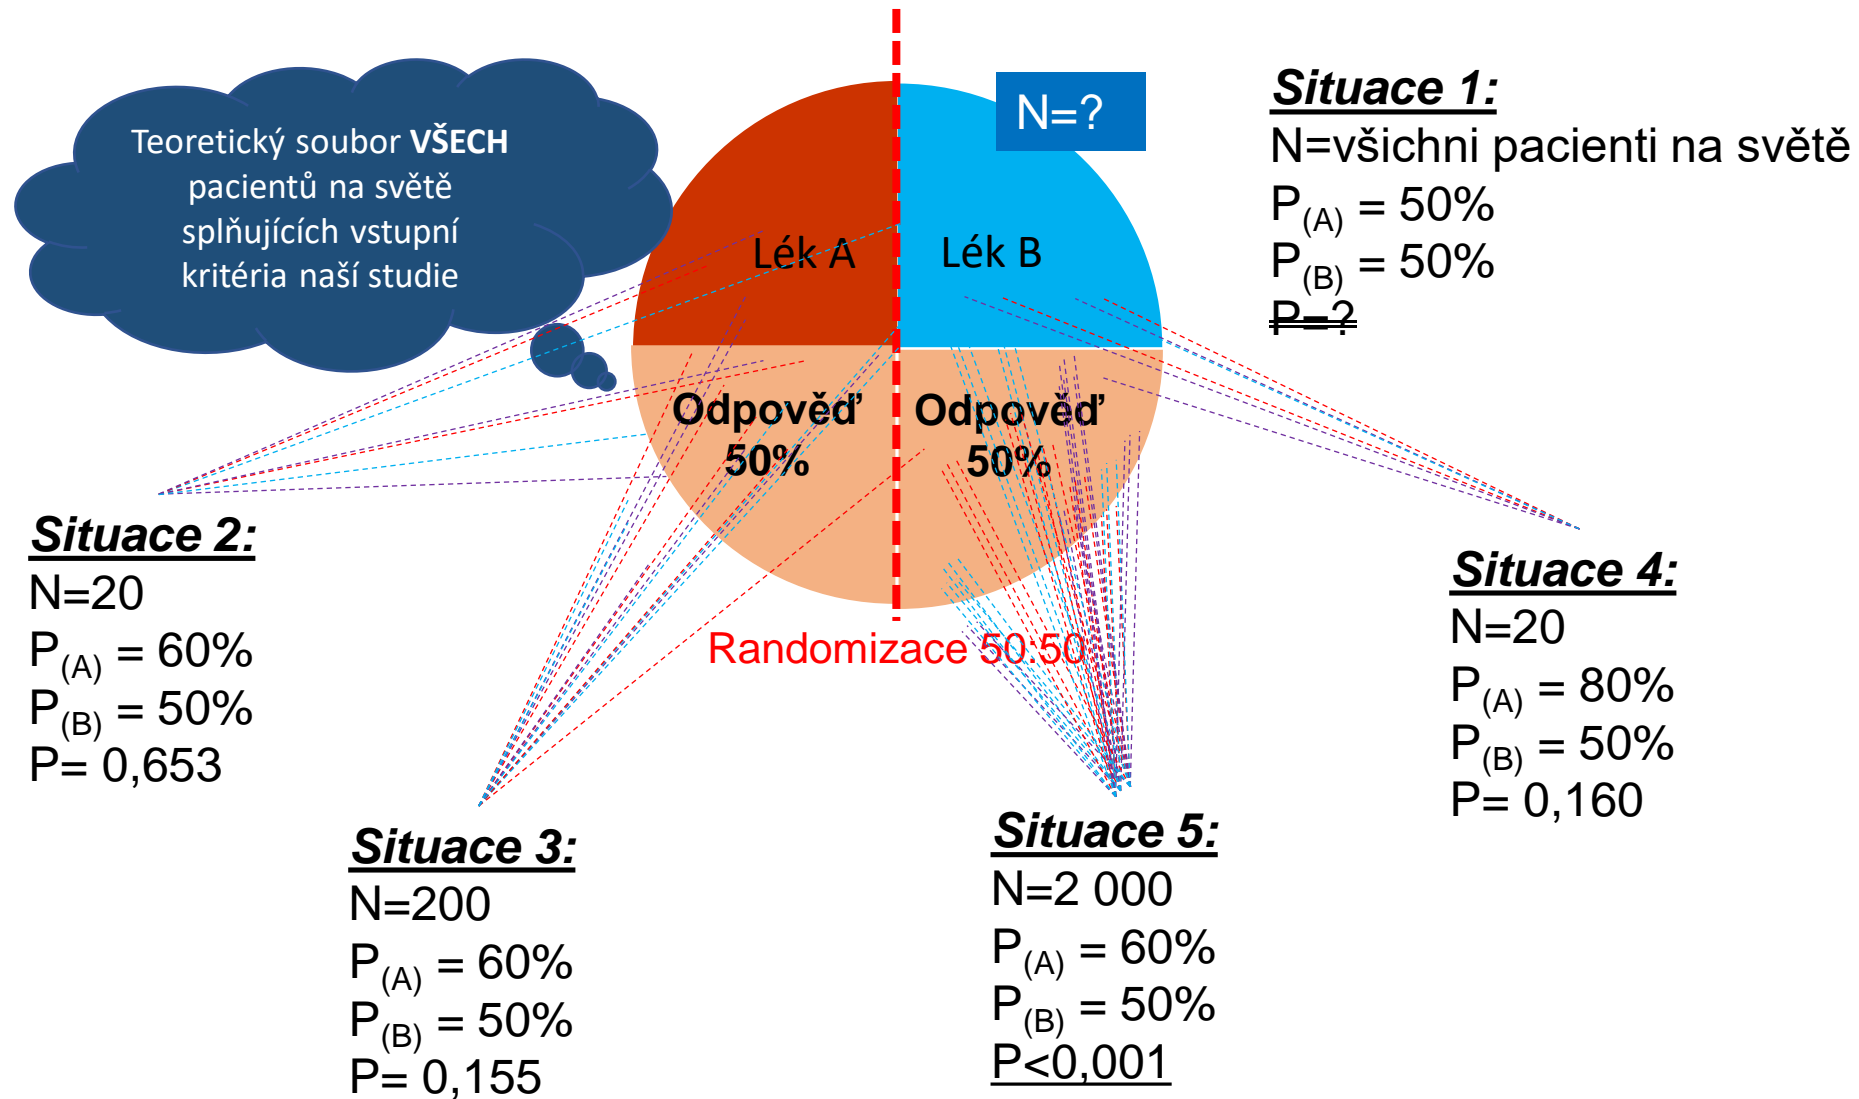 Teoretický soubor VŠECH
pacientů na světě
splňujících vstupní
kritéria naší studie
N=?
Lék A
Lék B
Odpověď
50%
Odpověď
50%
Randomizace 50:50
Situace 1:
N=všichni pacienti na světě
P(A) = 50%
P(B) = 50%
P=?
Situace 2:
N=20
P(A) = 60%
P(B) = 50%
P= 0,653
Situace 3:
N=200
P(A) = 60%
P(B) = 50%
P= 0,155
Situace 5:
N=2 000
P(A) = 60%
P(B) = 50%
P<0,001
Situace 4:
N=20
P(A) = 80%
P(B) = 50%
P= 0,160